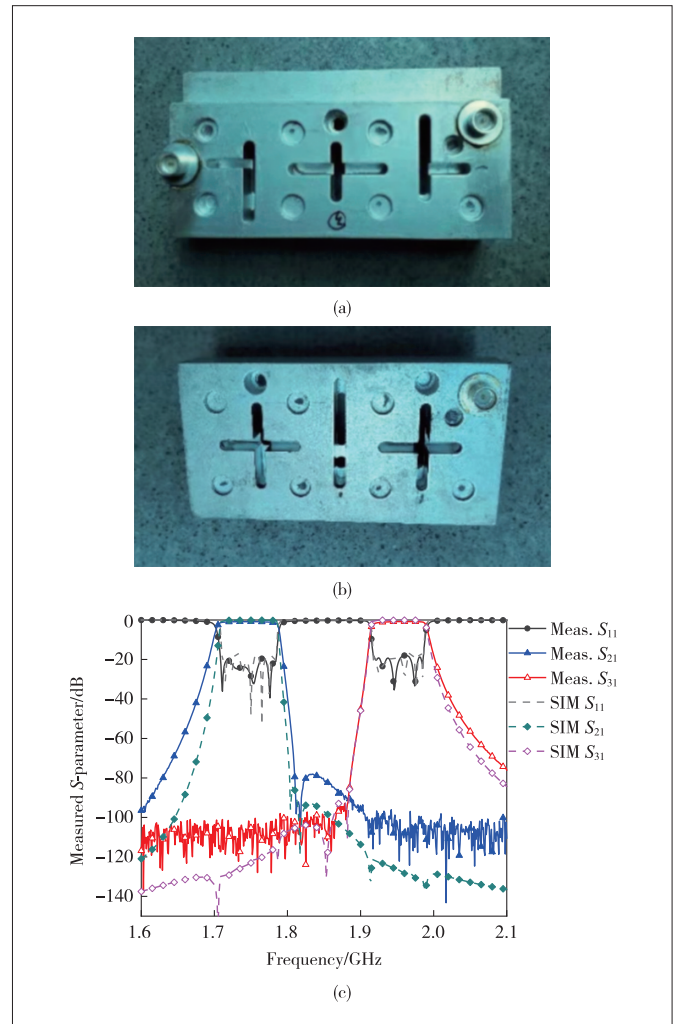 (a)
(b)
0
−20
−40
−60
−80
−100
−120
−140
Measured S-parameter/dB
1.6 1.7 1.8 1.9 2.0 2.1
Frequency/GHz
Meas. S11
Meas. S21
Meas. S31
SIM S11
SIM S21
SIM S31
(c)